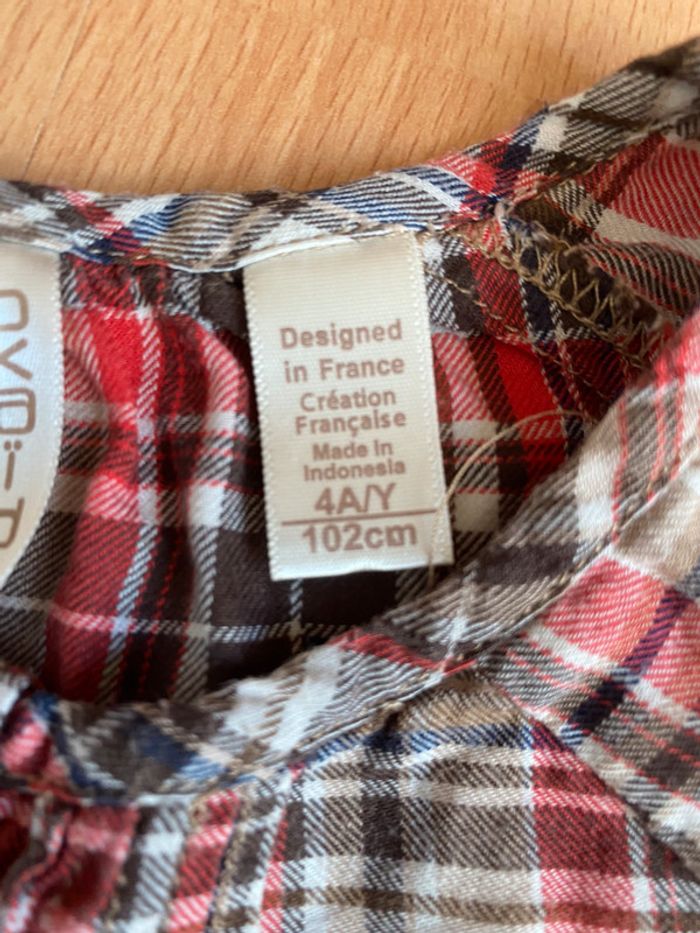 Designed
in France
Création
Française
Made in
Indonesia
4A/Y
102cm